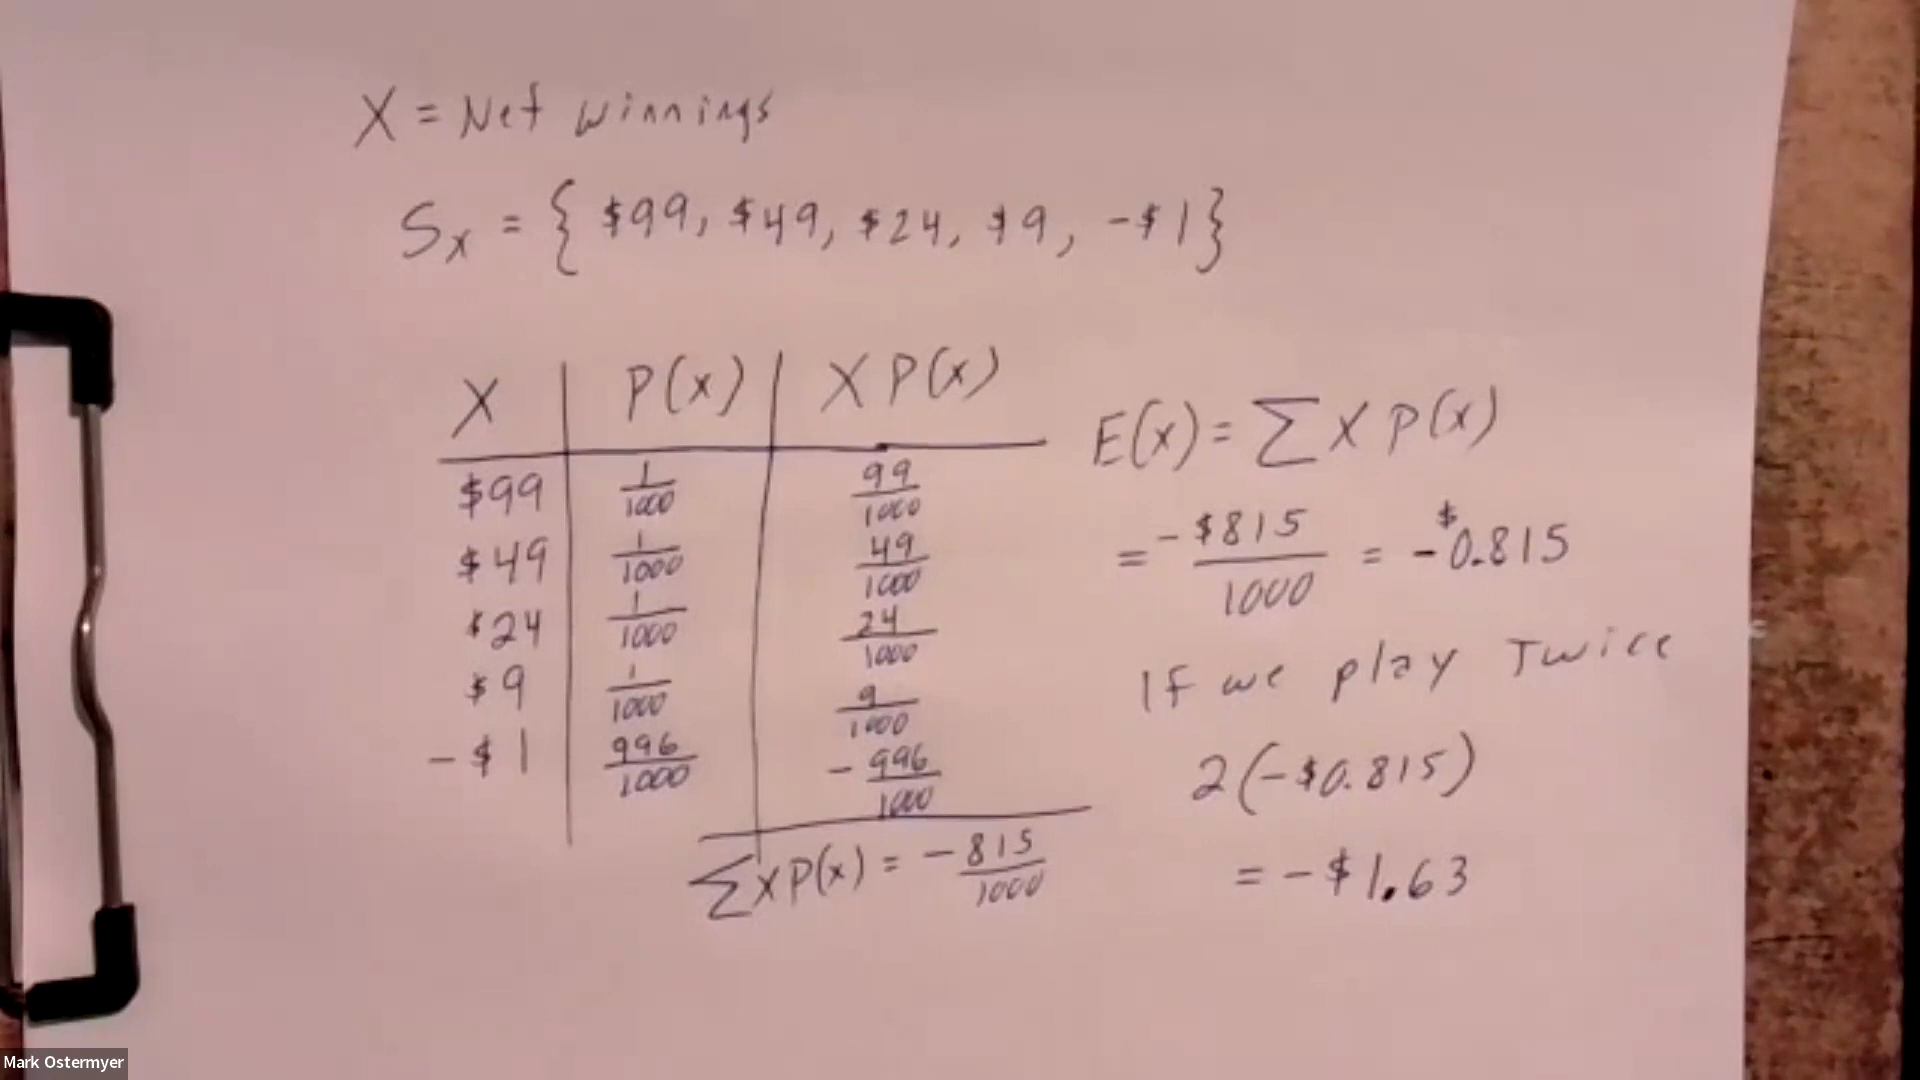 X = Net winnings
Sx = { $99, $49, $24, $9, -$1}
X | P(x) | X P(x)
$99 | 1/1000 | 99/1000
$49 | 1/1000 | 49/1000
$24 | 1/1000 | 24/1000
$9 | 1/1000 | 9/1000
-$1 | 996/1000 | -996/1000
∑XP(x) = -815/1000
E(x) = ∑ X P(x)
= -$815/1000 = -$0.815
If we play Twice
2(-$0.815)
= -$1.63
Mark Ostermyer